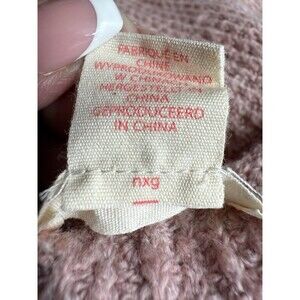 FABRIQUÉ EN
CHINE
WYPRODUKOWANO
W CHINACH
HERGESTELLT IN
CHINA
GEPRODUCEERD
IN CHINA
nxg